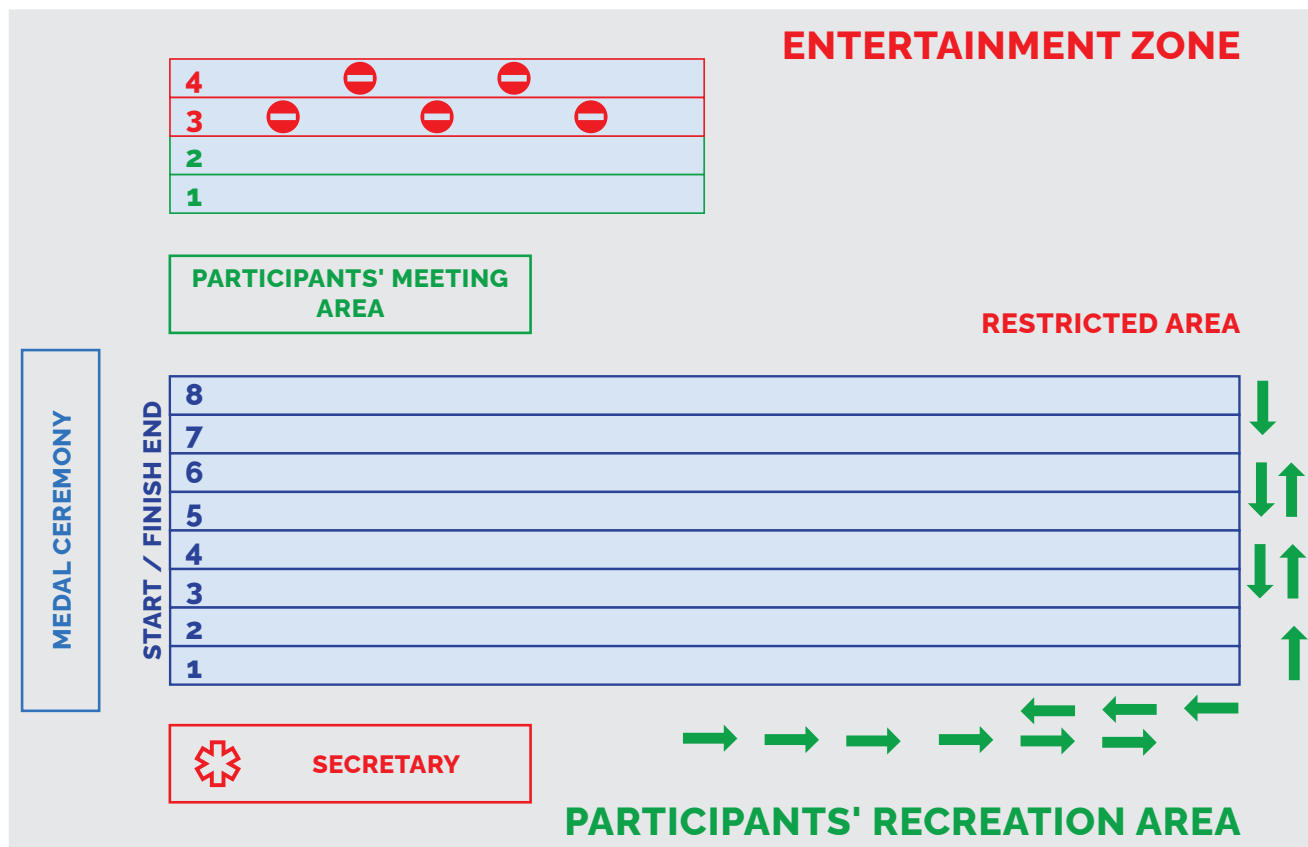 ENTERTAINMENT ZONE
4
3
2
1
PARTICIPANTS' MEETING
AREA
RESTRICTED AREA
MEDAL CEREMONY
START / FINISH END
8
7
6
5
4
3
2
1
SECRETARY
PARTICIPANTS' RECREATION AREA